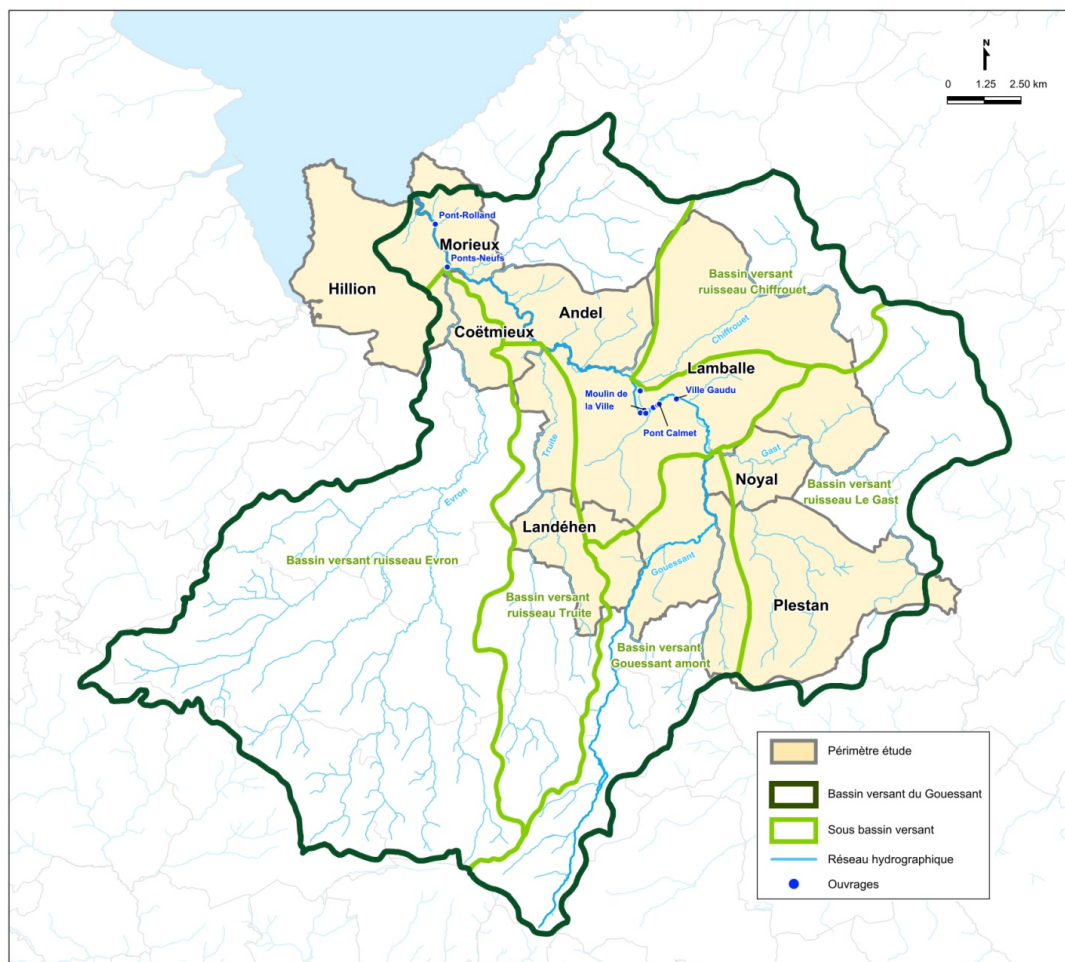 N
0 1.25 2.50 km
Pont-Rolland
Morieux
Ponts-Neufs
Hillion
Bassin versant
ruisseau Chiffrouet
Andel
Coëtmieux
Chiffrouet
Lamballe
Moulin de
la Ville
Ville Gaudu
Pont Calmet
Truite
Gast
Noyal
Bassin versant
ruisseau Le Gast
Evron
Landéhen
Bassin versant ruisseau Evron
Gouessant
Bassin versant
ruisseau Truite
Plestan
Bassin versant
Gouessant amont
Périmètre étude
Bassin versant du Gouessant
Sous bassin versant
Réseau hydrographique
Ouvrages